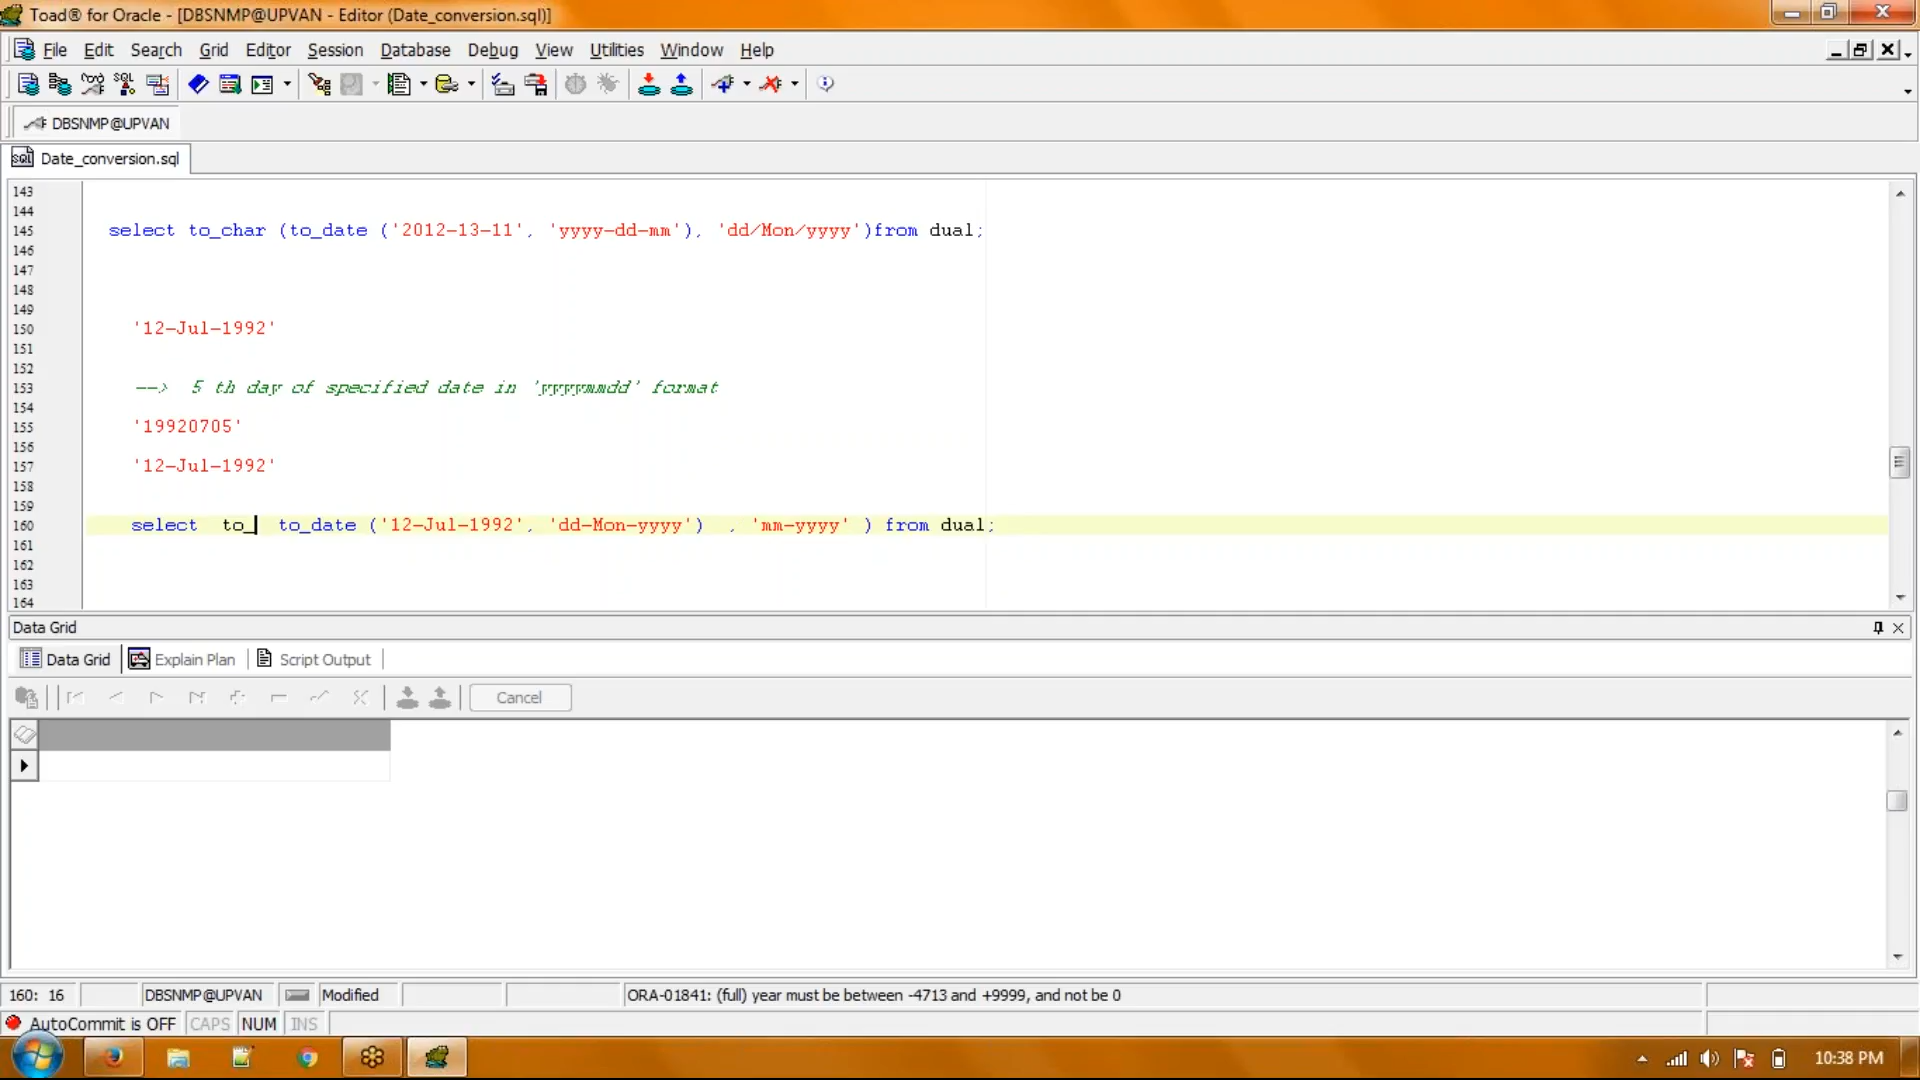 Toad® for Oracle - [DBSNMP@UPVAN - Editor (Date_conversion.sql)]
File Edit Search Grid Editor Session Database Debug View Utilities Window Help
DBSNMP@UPVAN
Date_conversion.sql
143
144
145 select to_char (to_date ('2012-13-11', 'yyyy-dd-mm'), 'dd/Mon/yyyy')from dual;
146
147
148
149
150 '12-Jul-1992'
151
152
153 --> 5 th day of specified date in 'yyyymmdd' format
154
155 '19920705'
156
157 '12-Jul-1992'
158
159
160 select to_ to_date ('12-Jul-1992', 'dd-Mon-yyyy') , 'mm-yyyy' ) from dual;
161
162
163
164
Data Grid
Data Grid Explain Plan Script Output
Cancel
160: 16 DBSNMP@UPVAN Modified ORA-01841: (full) year must be between -4713 and +9999, and not be 0
AutoCommit is OFF CAPS NUM INS
10:38 PM